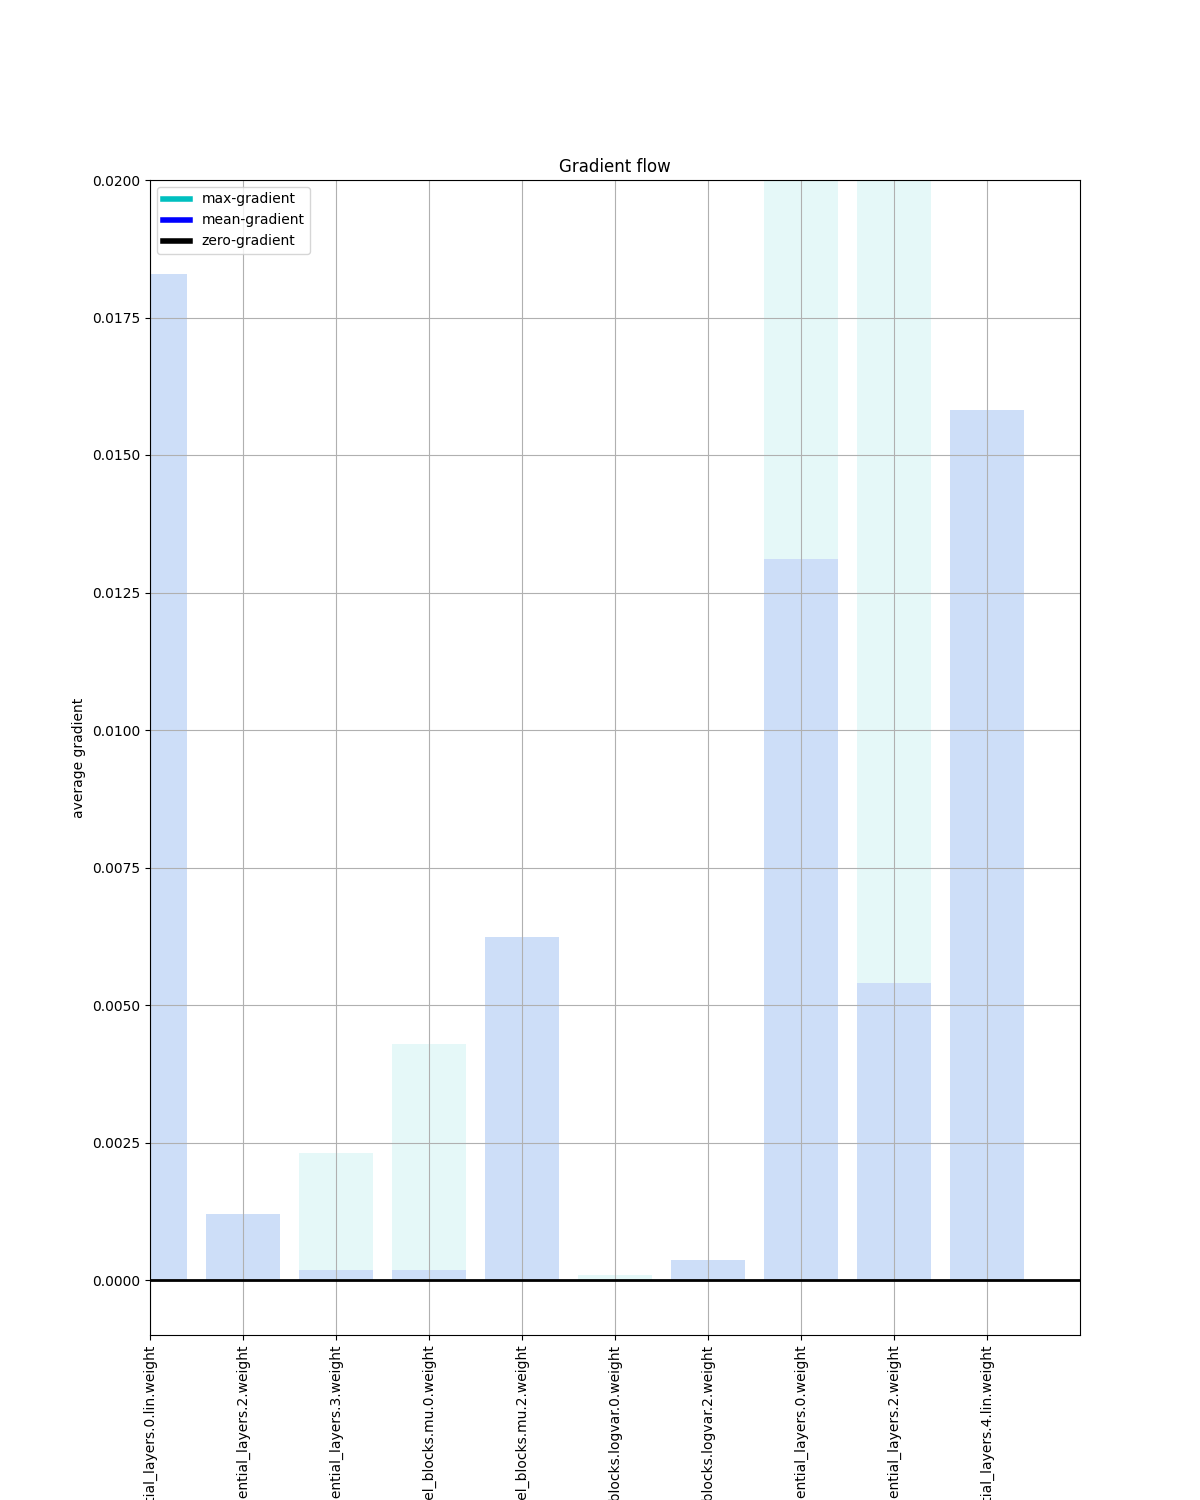 Gradient flow
max-gradient
mean-gradient
zero-gradient
average gradient
0.0200
0.0175
0.0150
0.0125
0.0100
0.0075
0.0050
0.0025
0.0000
tial_layers.0.lin.weight
ential_layers.2.weight
ential_layers.3.weight
el_blocks.mu.0.weight
el_blocks.mu.2.weight
blocks.logvar.0.weight
blocks.logvar.2.weight
ential_layers.0.weight
ential_layers.2.weight
tial_layers.4.lin.weight